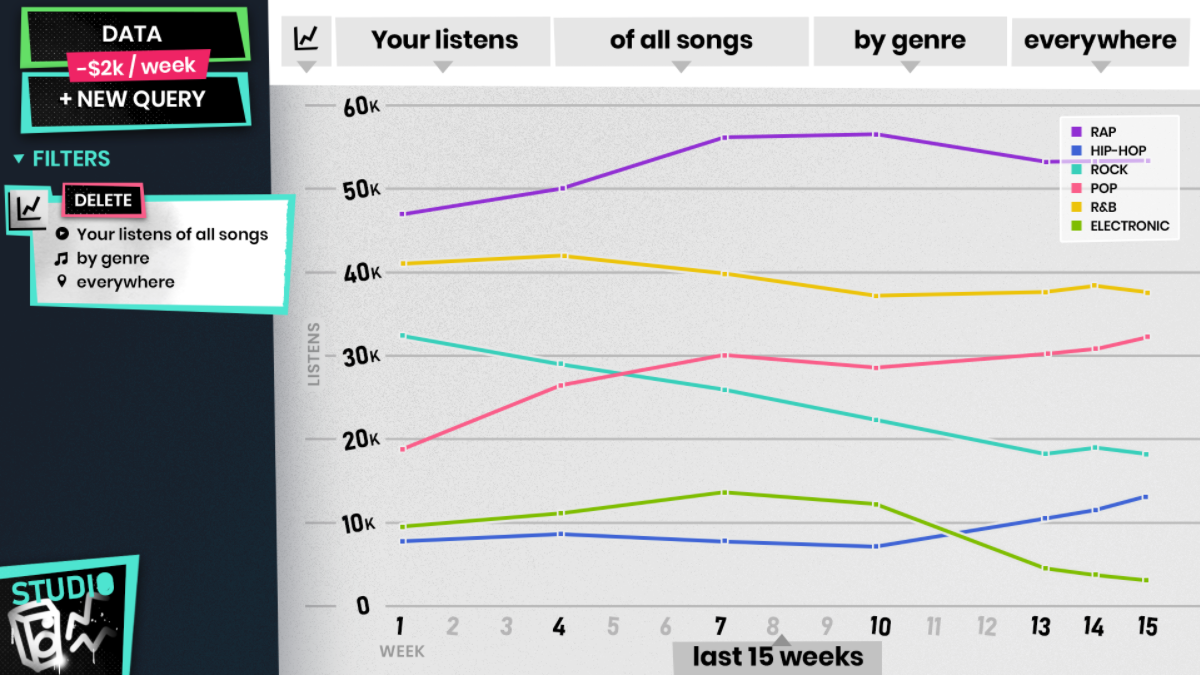 DATA
-$2k / week
+ NEW QUERY
FILTERS
DELETE
Your listens of all songs
by genre
everywhere
STUDIO
Your listens
of all songs
by genre
everywhere
60K
50K
40K
30K
20K
10K
0
LISTENS
RAP
HIP-HOP
ROCK
POP
R&B
ELECTRONIC
1 2 3 4 5 6 7 8 9 10 11 12 13 14 15
WEEK
last 15 weeks